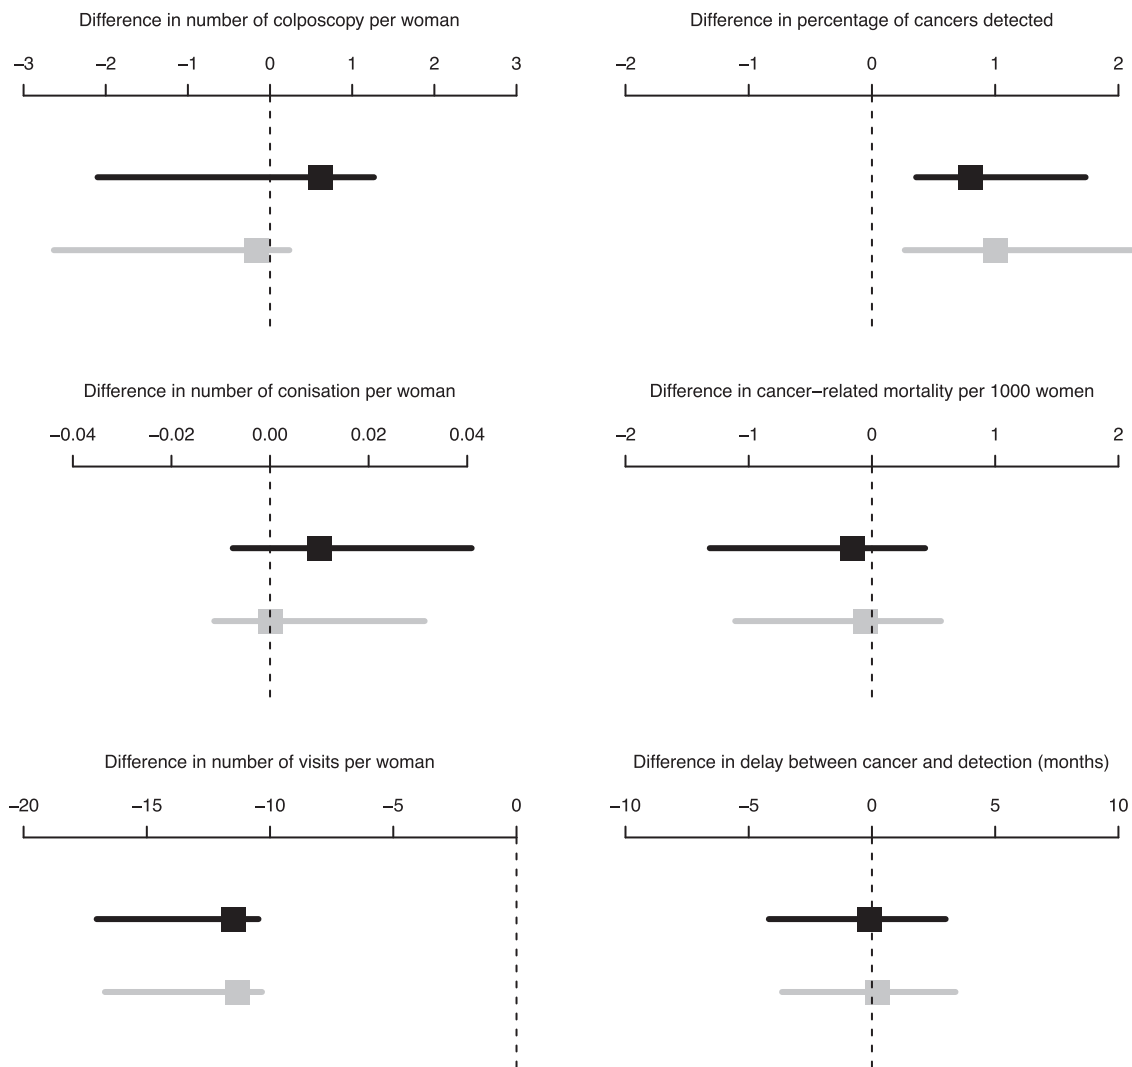 Difference in number of colposcopy per woman
−3 −2 −1 0 1 2 3
Difference in percentage of cancers detected
−2 −1 0 1 2
Difference in number of conisation per woman
−0.04 −0.02 0.00 0.02 0.04
Difference in cancer−related mortality per 1000 women
−2 −1 0 1 2
Difference in number of visits per woman
−20 −15 −10 −5 0
Difference in delay between cancer and detection (months)
−10 −5 0 5 10